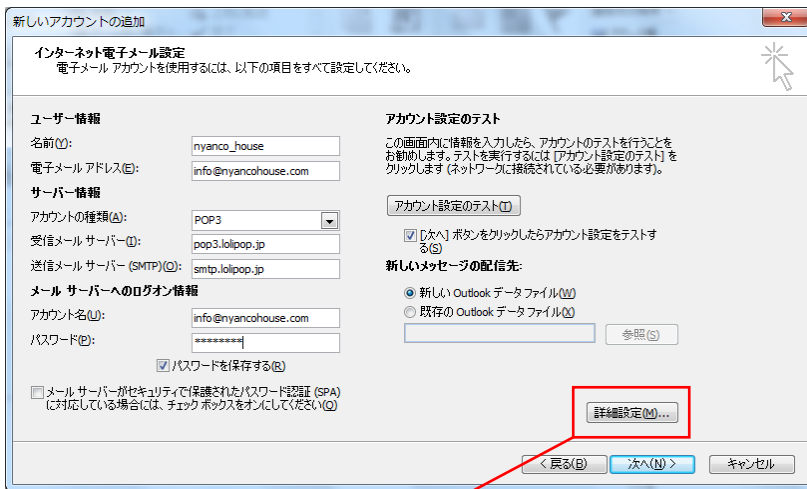 新しいアカウントの追加
インターネット電子メール設定
電子メール アカウントを使用するには、以下の項目をすべて設定してください。
ユーザー情報
名前(Y):
nyanco_house
電子メール アドレス(E):
info@nyancohouse.com
サーバー情報
アカウントの種類(A):
POP3
受信メール サーバー(I):
pop3.lolipop.jp
送信メール サーバー (SMTP)(O):
smtp.lolipop.jp
メール サーバーへのログオン情報
アカウント名(U):
info@nyancohouse.com
パスワード(P):
********
パスワードを保存する(R)
メール サーバーがセキュリティで保護されたパスワード認証 (SPA)
に対応している場合には、チェック ボックスをオンにしてください(Q)
アカウント設定のテスト
この画面内に情報を入力したら、アカウントのテストを行うことを
お勧めします。テストを実行するには [アカウント設定のテスト] を
クリックします (ネットワークに接続されている必要があります)。
アカウント設定のテスト(T)
[次へ] ボタンをクリックしたらアカウント設定をテストす
る(S)
新しいメッセージの配信先:
新しい Outlook データ ファイル(W)
既存の Outlook データ ファイル(X)
参照(S)
詳細設定(M)...
< 戻る(B)
次へ(N) >
キャンセル